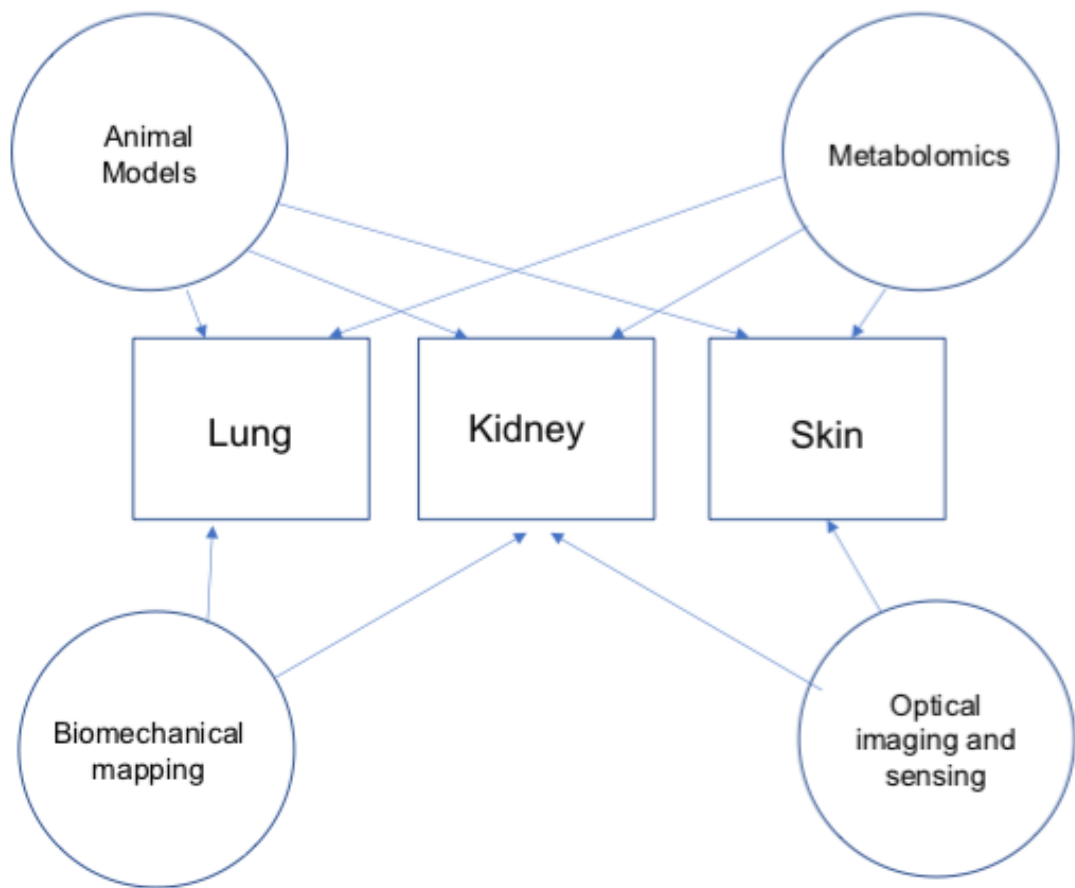 Animal
Models
Metabolomics
Lung
Kidney
Skin
Biomechanical
mapping
Optical
imaging and
sensing